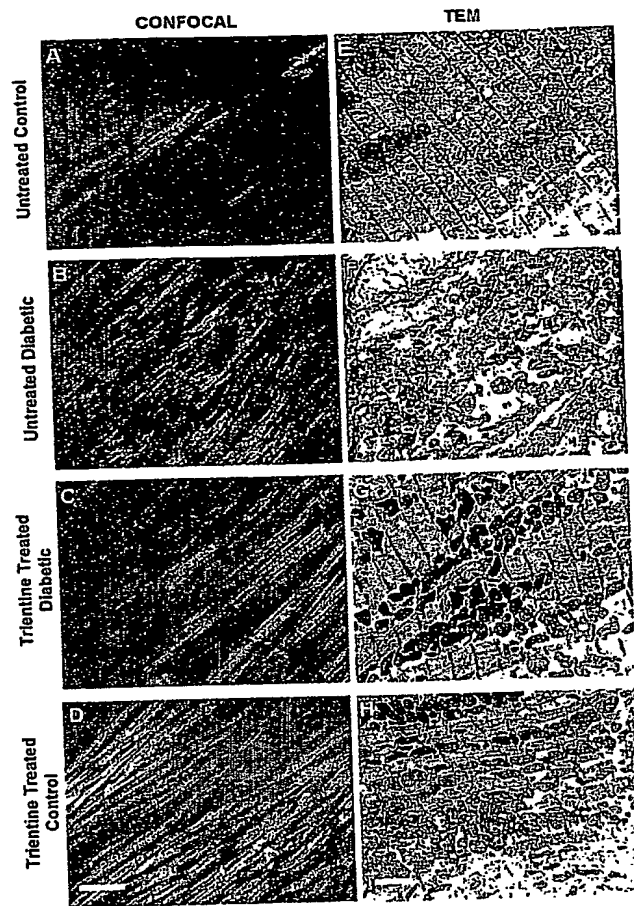 CONFOCAL TEM
Untreated Control
A E
Untreated Diabetic
B
Trientine Treated
Diabetic
C G
Trientine Treated
Control
D H